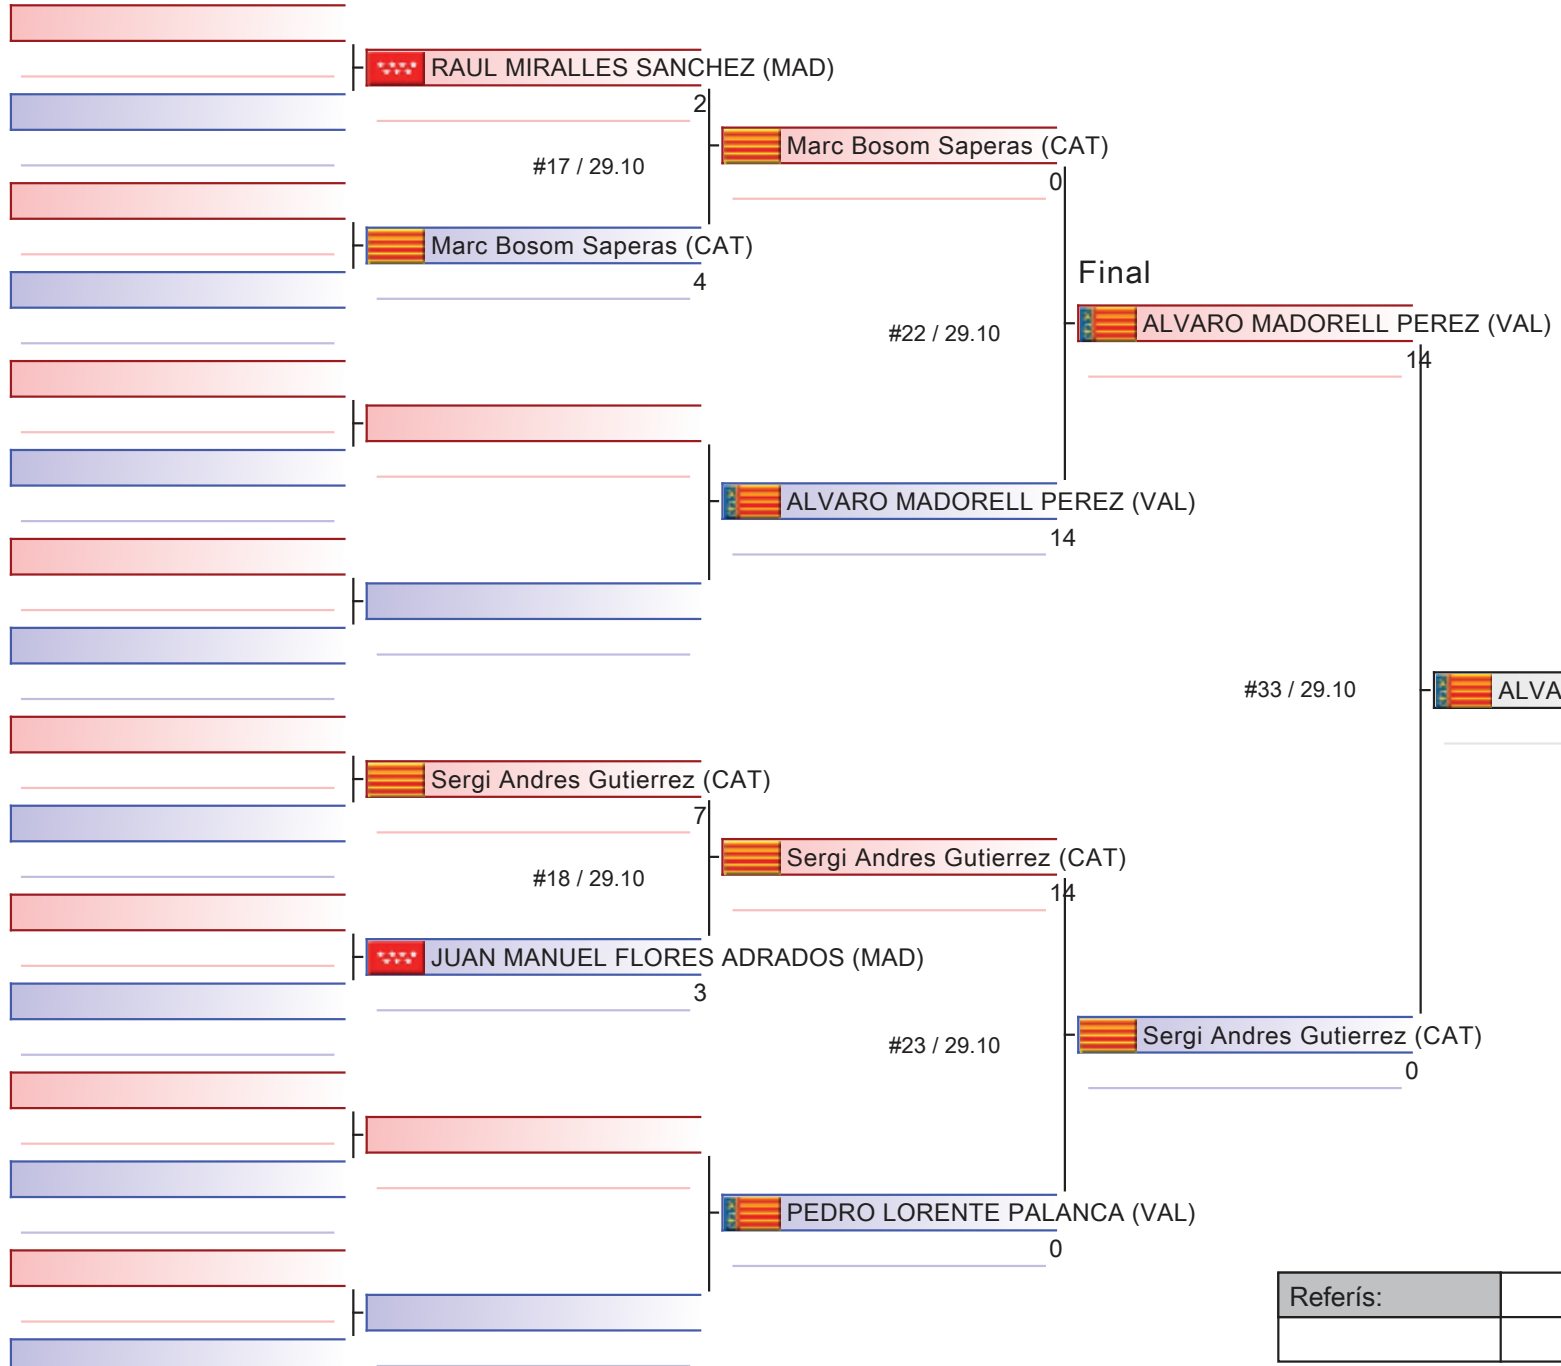 RAUL MIRALLES SANCHEZ (MAD)
2
#17 / 29.10
Marc Bosom Saperas (CAT)
4
Marc Bosom Saperas (CAT)
0
#22 / 29.10
ALVARO MADORELL PEREZ (VAL)
14
Final
ALVARO MADORELL PEREZ (VAL)
14
#33 / 29.10
ALVA
Sergi Andres Gutierrez (CAT)
7
#18 / 29.10
JUAN MANUEL FLORES ADRADOS (MAD)
3
Sergi Andres Gutierrez (CAT)
14
#23 / 29.10
PEDRO LORENTE PALANCA (VAL)
0
Sergi Andres Gutierrez (CAT)
0
Referís: